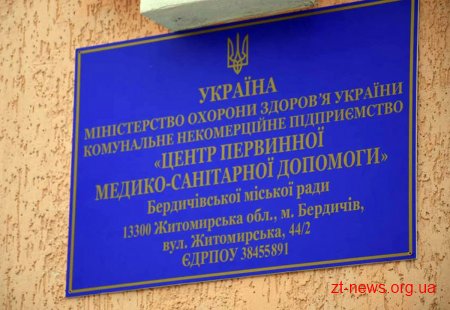 УКРАЇНА
МІНІСТЕРСТВО ОХОРОНИ ЗДОРОВ'Я УКРАЇНИ
КОМУНАЛЬНЕ НЕКОМЕРЦІЙНЕ ПІДПРИЄМСТВО
«ЦЕНТР ПЕРВИННОЇ
МЕДИКО-САНІТАРНОЇ ДОПОМОГИ»
Бердичівської міської ради
13300 Житомирська обл., м. Бердичів,
вул. Житомирська, 44/2
ЄДРПОУ 38455891
zt-news.org.ua